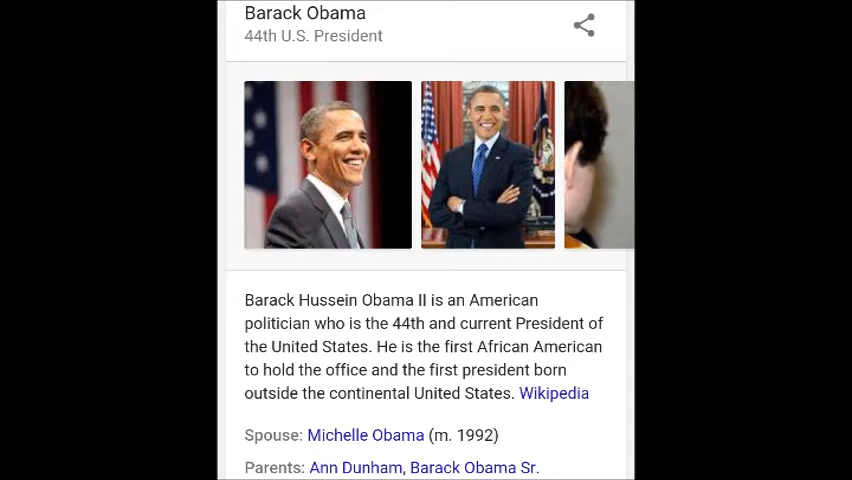 Barack Obama
44th U.S. President
Barack Hussein Obama II is an American
politician who is the 44th and current President of
the United States. He is the first African American
to hold the office and the first president born
outside the continental United States. Wikipedia
Spouse: Michelle Obama (m. 1992)
Parents: Ann Dunham, Barack Obama Sr.